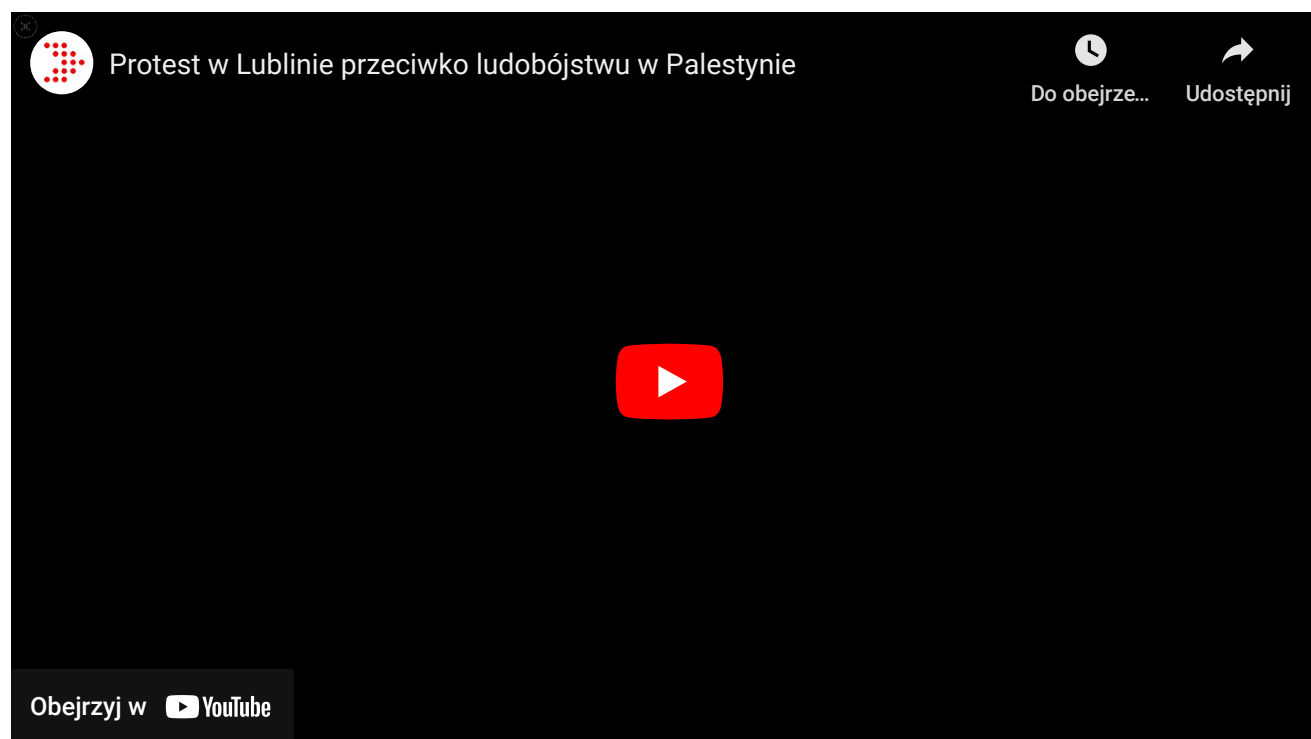 Protest w Lublinie przeciwko ludobójstwu w Palestynie
Do obejrze...
Udostępnij
Obejrzyj w YouTube